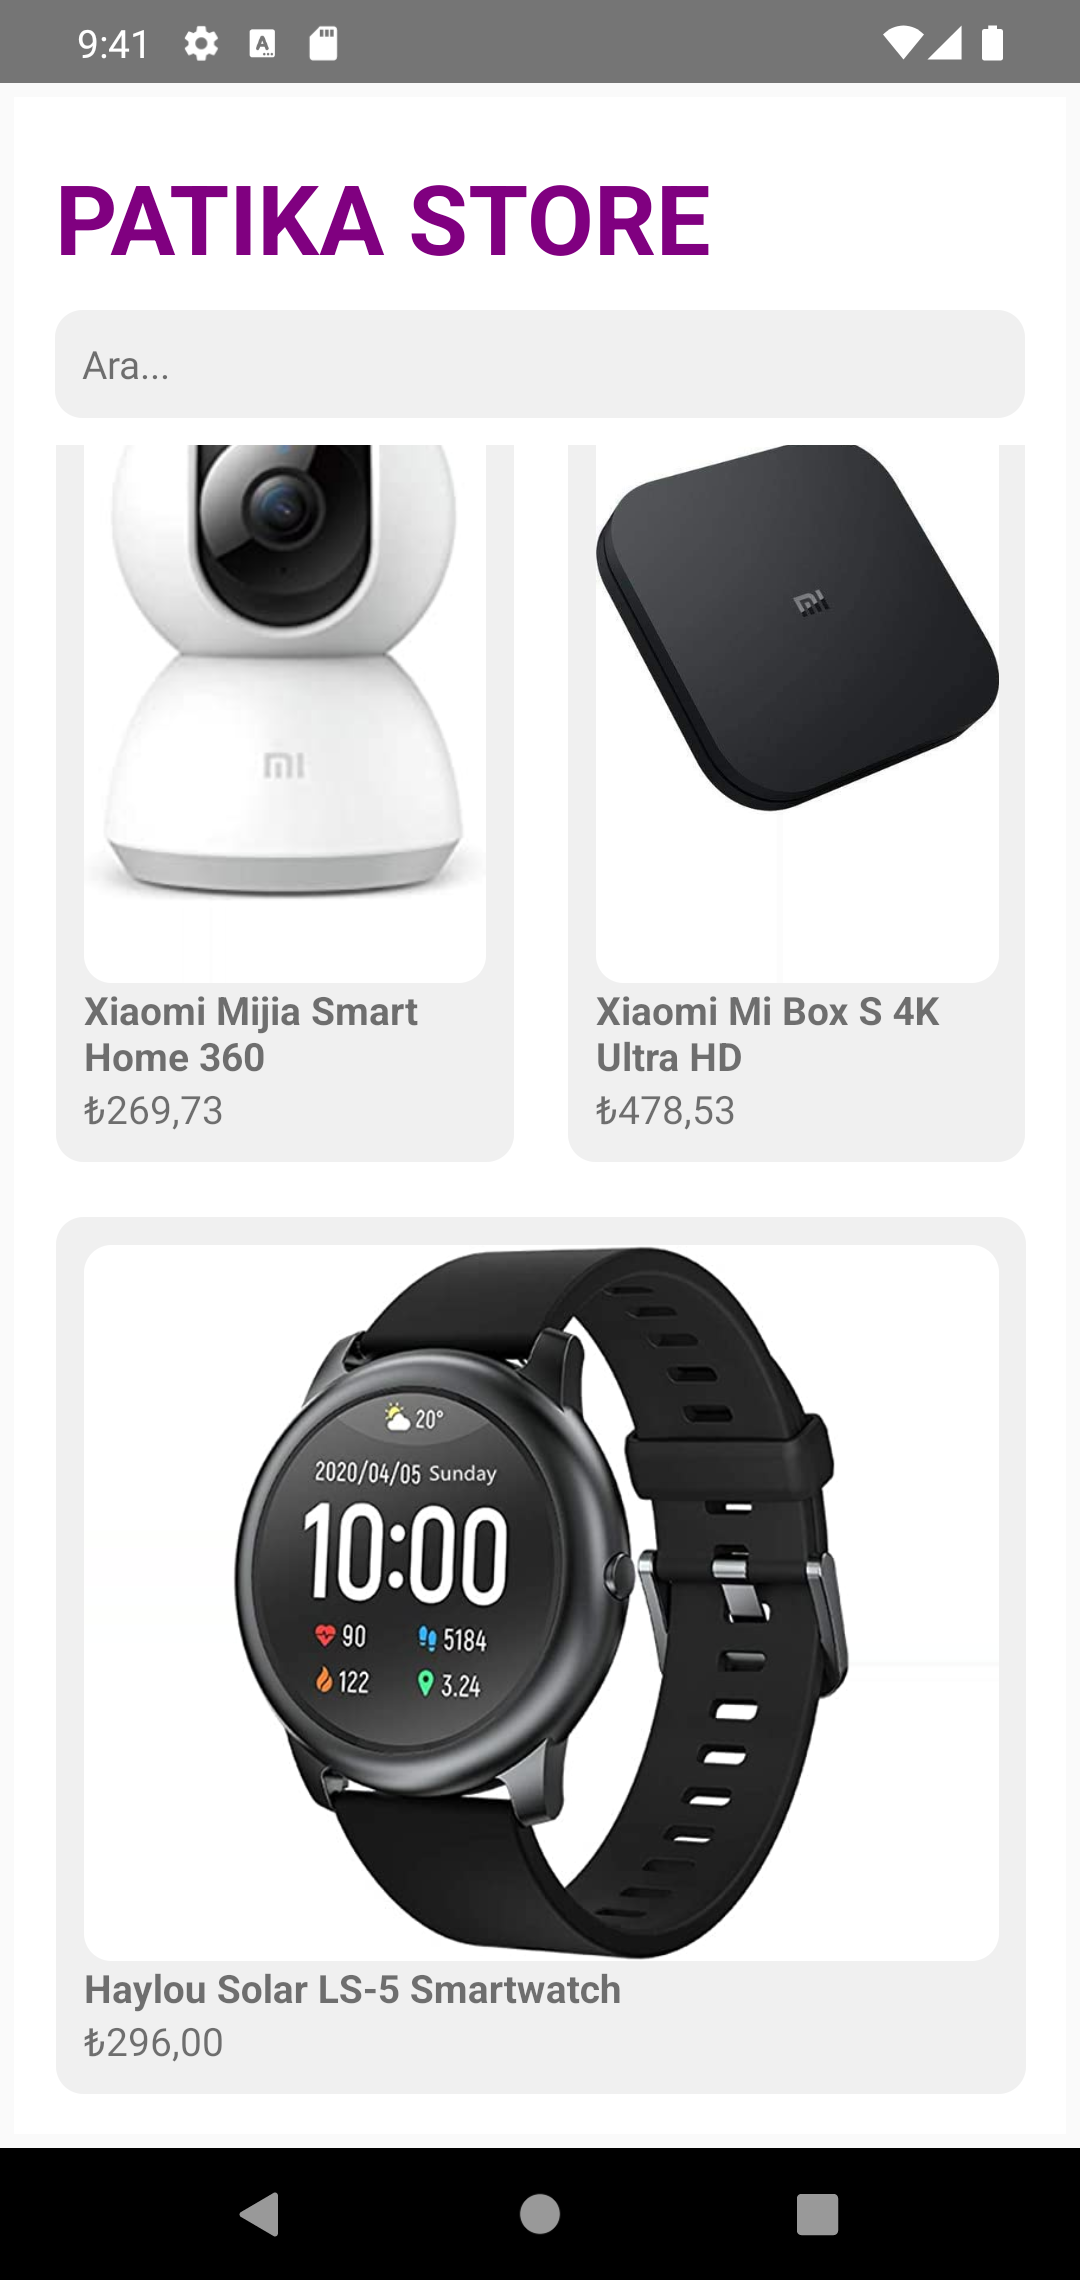 9:41
PATIKA STORE
Ara...
mi
mi
Xiaomi Mijia Smart
Home 360
₺269,73
Xiaomi Mi Box S 4K
Ultra HD
₺478,53
20°
2020/04/05 Sunday
10:00
90 5184
122 3.24
Haylou Solar LS-5 Smartwatch
₺296,00